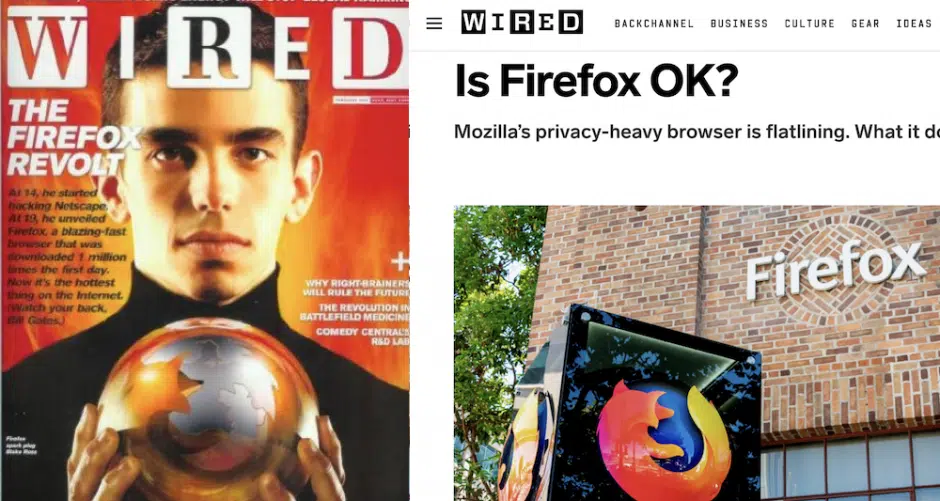 WIRED
THE
FIREFOX
REVOLT
At 14, he started
hacking Netscape.
At 19, he unveiled
Firefox, a blazing-fast
browser that was
downloaded 1 million
times the first day.
Now it's the hottest
thing on the Internet.
(Watch your back,
Bill Gates.)
+
WHY RIGHT-BRAINERS
WILL RULE THE FUTURE
THE REVOLUTION IN
BATTLEFIELD MEDICINE
COMEDY CENTRAL'S
R&D LAB
Firefox
spark plug
Blake Ross
WIRED
BACKCHANNEL BUSINESS CULTURE GEAR IDEAS
Is Firefox OK?
Mozilla's privacy-heavy browser is flatlining. What it do
Firefox